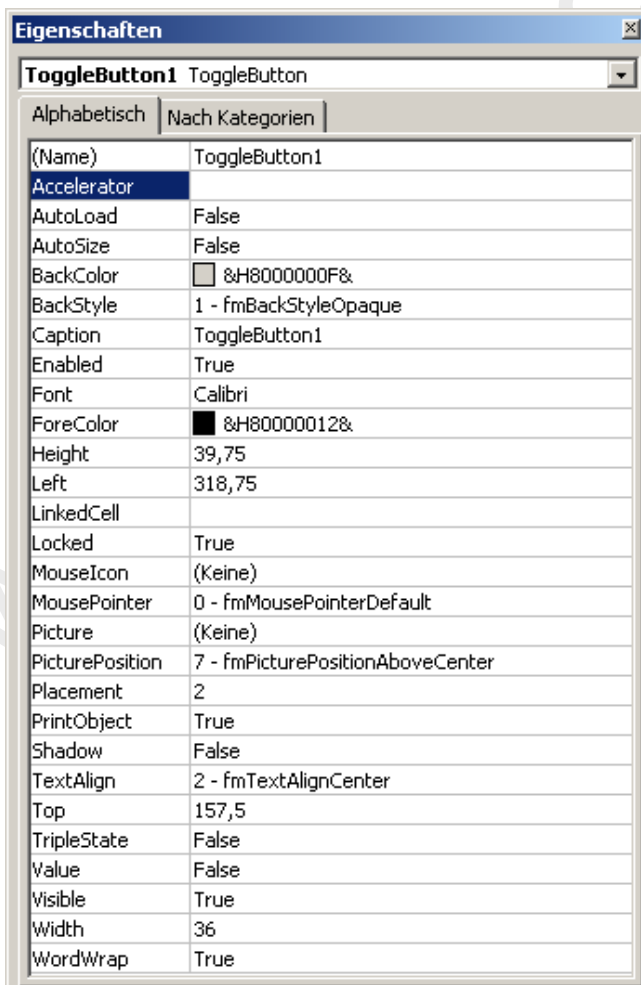 Eigenschaften
ToggleButton1 ToggleButton
Alphabetisch Nach Kategorien
(Name) ToggleButton1
Accelerator
AutoLoad False
AutoSize False
BackColor &H8000000F&
BackStyle 1 - fmBackStyleOpaque
Caption ToggleButton1
Enabled True
Font Calibri
ForeColor &H80000012&
Height 39,75
Left 318,75
LinkedCell
Locked True
MouseIcon (Keine)
MousePointer 0 - fmMousePointerDefault
Picture (Keine)
PicturePosition 7 - fmPicturePositionAboveCenter
Placement 2
PrintObject True
Shadow False
TextAlign 2 - fmTextAlignCenter
Top 157,5
TripleState False
Value False
Visible True
Width 36
WordWrap True